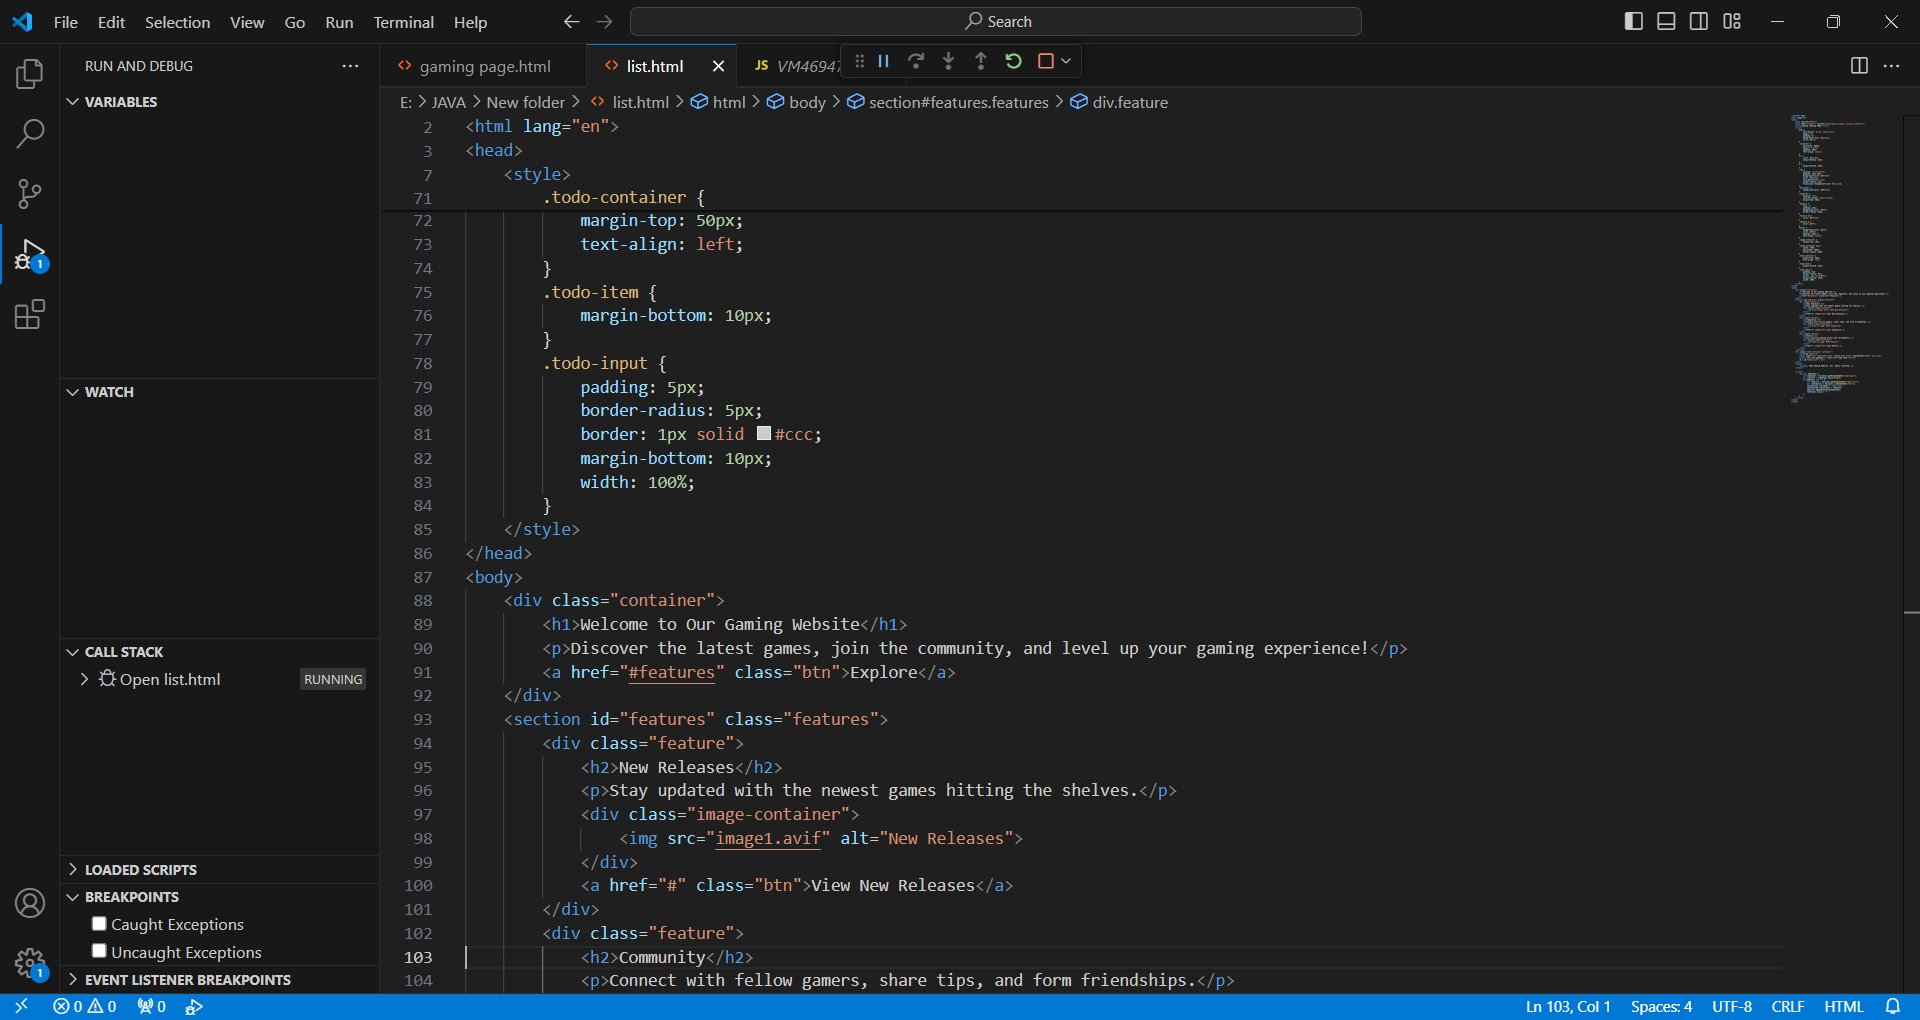 File Edit Selection View Go Run Terminal Help
Search
RUN AND DEBUG
gaming page.html
list.html
JS VM46947
VARIABLES
E: > JAVA > New folder > list.html > html > body > section#features.features > div.feature
2 <html lang="en">
3 <head>
7 <style>
71 .todo-container {
72 margin-top: 50px;
73 text-align: left;
74 }
75 .todo-item {
76 margin-bottom: 10px;
77 }
78 .todo-input {
79 padding: 5px;
80 border-radius: 5px;
81 border: 1px solid #ccc;
82 margin-bottom: 10px;
83 width: 100%;
84 }
85 </style>
86 </head>
87 <body>
88 <div class="container">
89 <h1>Welcome to Our Gaming Website</h1>
90 <p>Discover the latest games, join the community, and level up your gaming experience!</p>
91 <a href="#features" class="btn">Explore</a>
92 </div>
93 <section id="features" class="features">
94 <div class="feature">
95 <h2>New Releases</h2>
96 <p>Stay updated with the newest games hitting the shelves.</p>
97 <div class="image-container">
98 <img src="image1.avif" alt="New Releases">
99 </div>
100 <a href="#" class="btn">View New Releases</a>
101 </div>
102 <div class="feature">
103 <h2>Community</h2>
104 <p>Connect with fellow gamers, share tips, and form friendships.</p>
WATCH
CALL STACK
Open list.html RUNNING
LOADED SCRIPTS
BREAKPOINTS
Caught Exceptions
Uncaught Exceptions
EVENT LISTENER BREAKPOINTS
1
1
0 0 0
Ln 103, Col 1 Spaces: 4 UTF-8 CRLF HTML